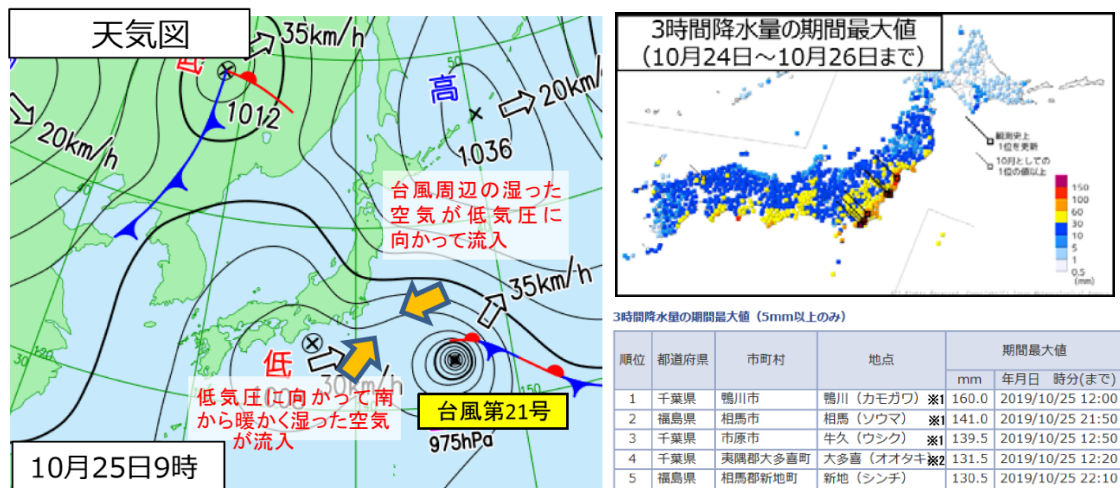 天気図
35km/h
低
1012
高
20km/h
1036
20km/h
台風周辺の湿った
空気が低気圧に
向かって流入
35km/h
低
30km/h
低気圧に向かって南
から暖かく湿った空気
が流入
台風第21号
975hPa
150
10月25日9時
3時間降水量の期間最大値
(10月24日~10月26日まで)
観測史上
1位を更新
10月としての
1位の値以上
150
100
60
30
10
5
1
0.5
(mm)
3時間降水量の期間最大値(5mm以上のみ)
順位 都道府県 市町村 地点 期間最大値
mm 年月日 時分(まで)
1 千葉県 鴨川市 鴨川(カモガワ) ※1 160.0 2019/10/25 12:00
2 福島県 相馬市 相馬(ソウマ) ※1 141.0 2019/10/25 21:50
3 千葉県 市原市 牛久(ウシク) ※1 139.5 2019/10/25 12:50
4 千葉県 夷隅郡大多喜町 大多喜(オオタキ ※2 131.5 2019/10/25 12:20
5 福島県 相馬郡新地町 新地(シンチ) 130.5 2019/10/25 22:10